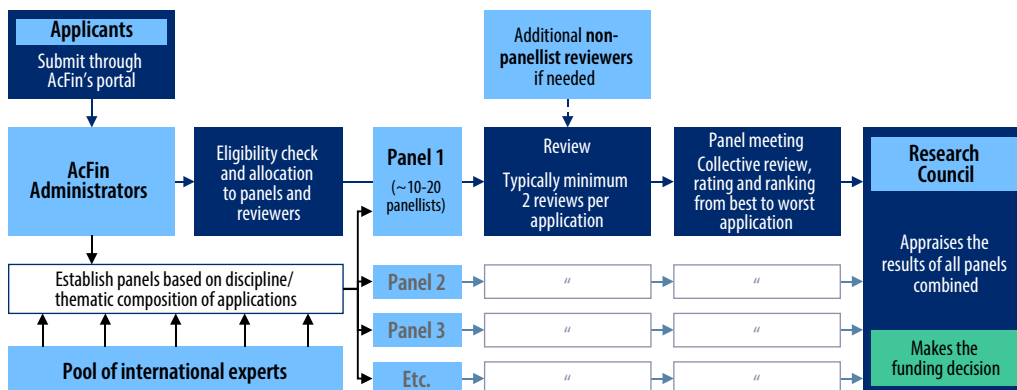 Applicants
Submit through
AcFin's portal
Additional non-
panellist reviewers
if needed
AcFin
Administrators
Eligibility check
and allocation
to panels and
reviewers
Panel 1
(~10-20
panellists)
Review
Typically minimum
2 reviews per
application
Panel meeting
Collective review,
rating and ranking
from best to worst
application
Research
Council
Appraises the
results of all panels
combined
Makes the
funding decision
Establish panels based on discipline/
thematic composition of applications
Panel 2
"
"
Panel 3
"
"
Pool of international experts
Etc.
"
"